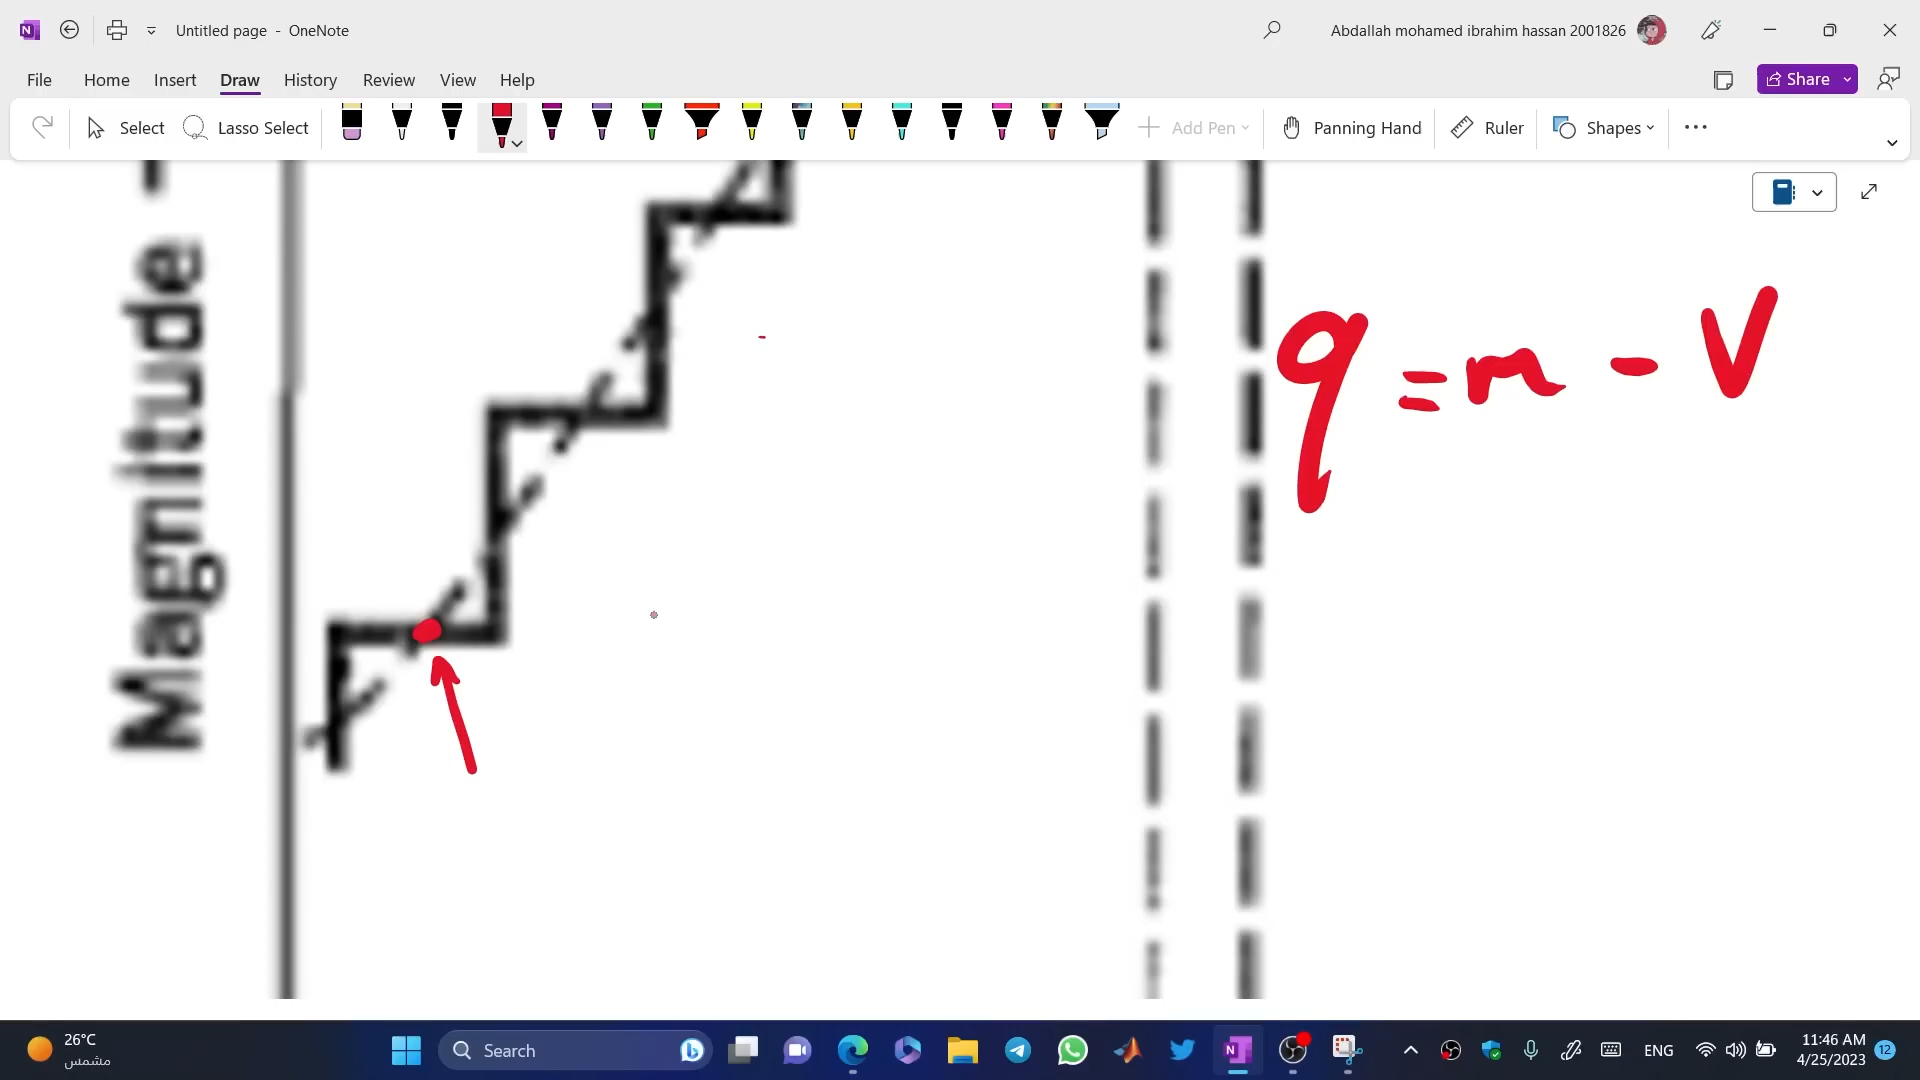 Untitled page - OneNote
Abdallah mohamed ibrahim hassan 2001826
File Home Insert Draw History Review View Help
Share
Select Lasso Select
Add Pen
Panning Hand
Ruler
Shapes
Magnitude
q = m - V
26°C
مشمس
Search
ENG
11:46 AM
4/25/2023
12